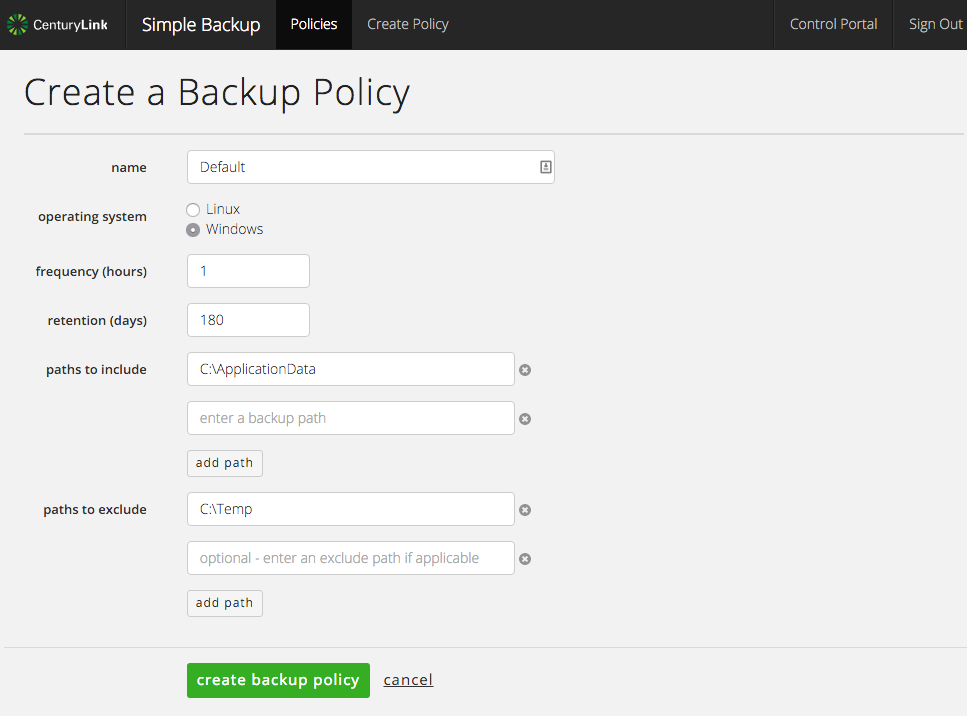 CenturyLink Simple Backup Policies Create Policy Control Portal Sign Out
Create a Backup Policy
name Default
operating system
Linux
Windows
frequency (hours) 1
retention (days) 180
paths to include C:\ApplicationData
enter a backup path
add path
paths to exclude C:\Temp
optional - enter an exclude path if applicable
add path
create backup policy cancel